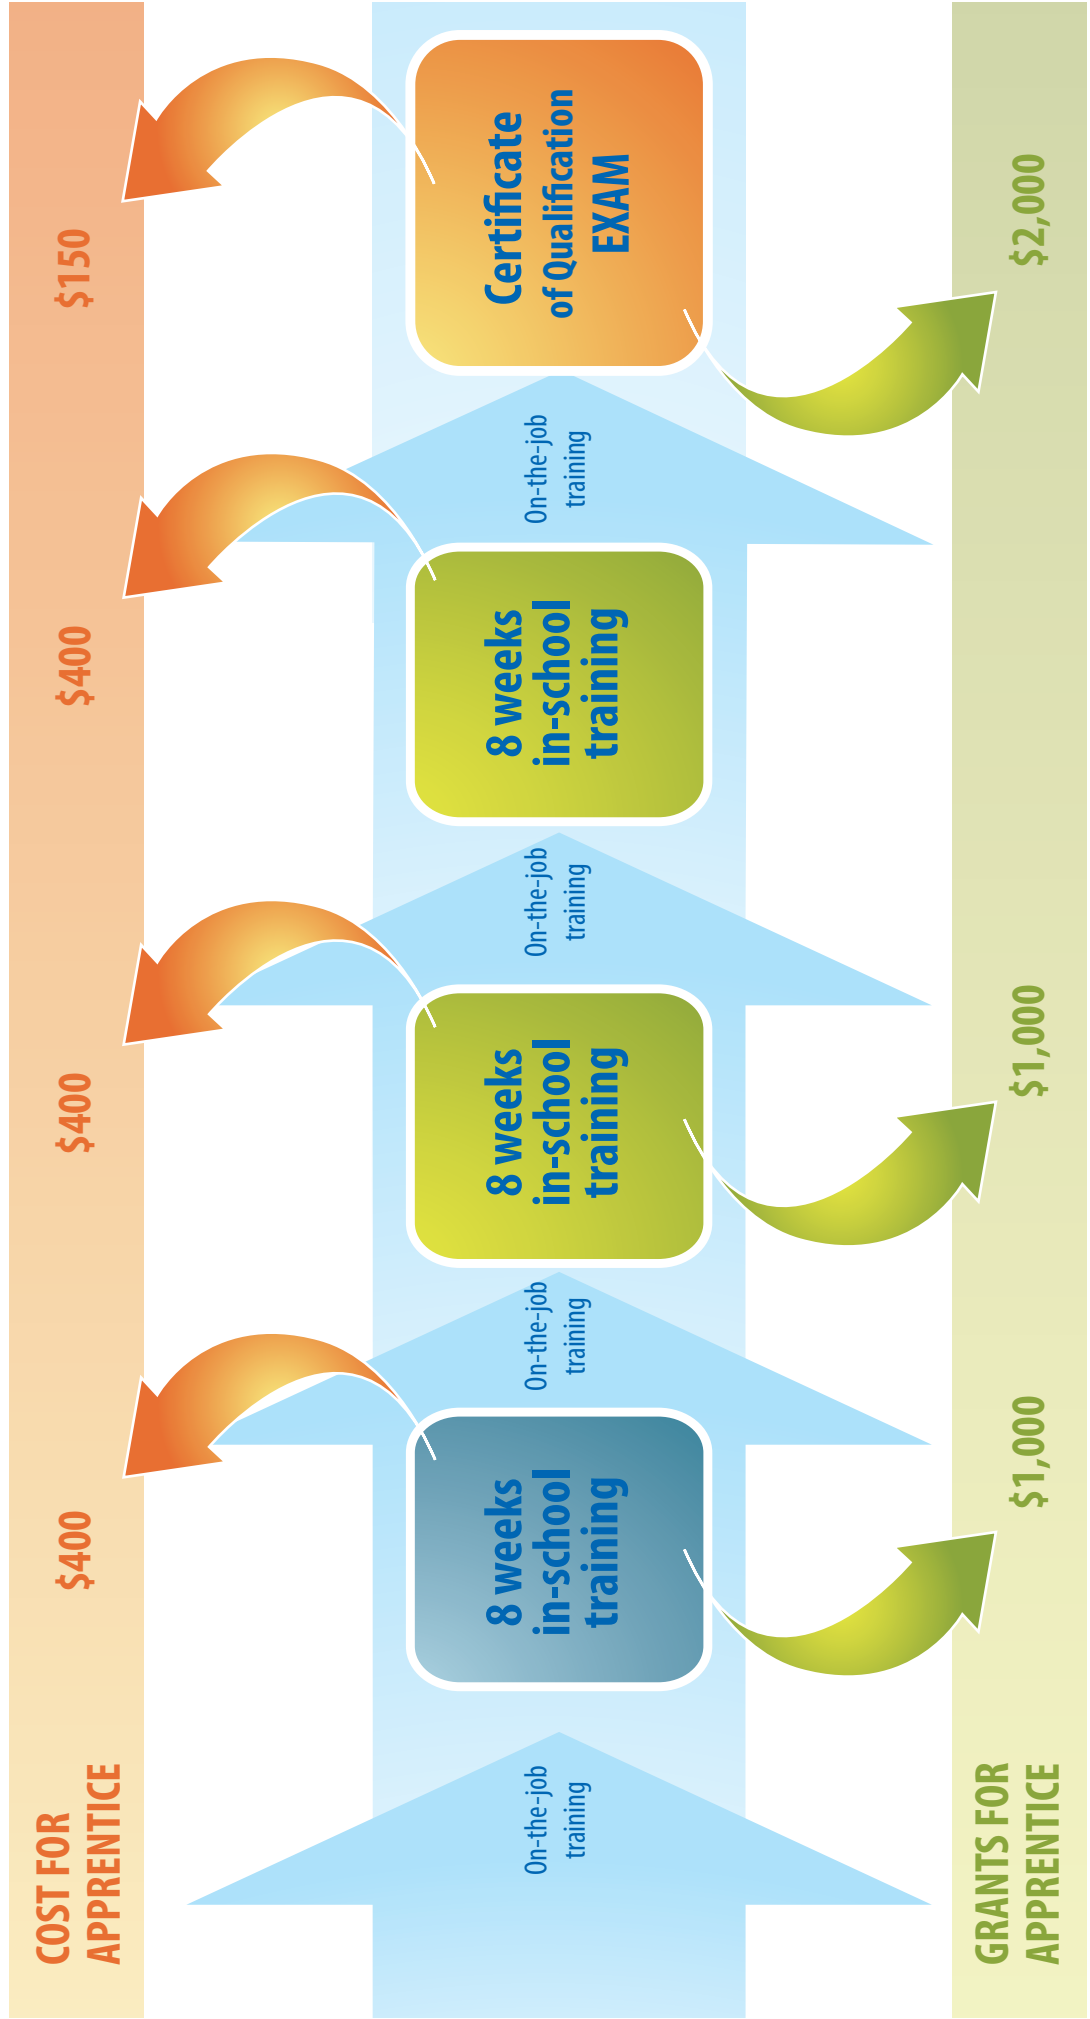 COST FOR
APPRENTICE
$400
$400
$400
$150
On-the-job
training
8 weeks
in-school
training
On-the-job
training
8 weeks
in-school
training
On-the-job
training
8 weeks
in-school
training
On-the-job
training
Certificate
of Qualification
EXAM
GRANTS FOR
APPRENTICE
$1,000
$1,000
$2,000